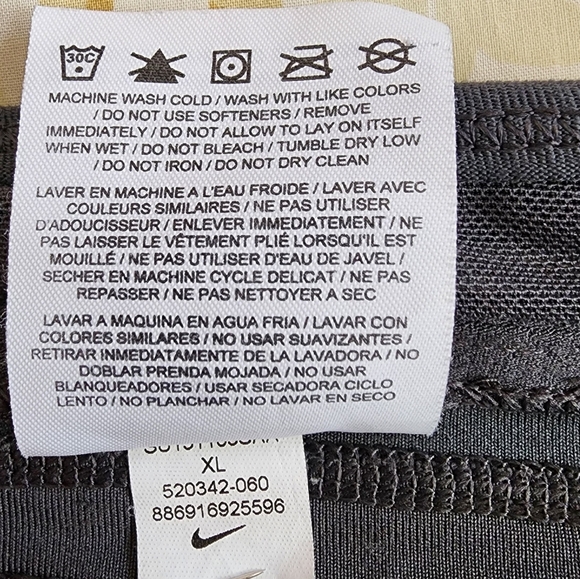 30C
MACHINE WASH COLD / WASH WITH LIKE COLORS
/ DO NOT USE SOFTENERS / REMOVE
IMMEDIATELY / DO NOT ALLOW TO LAY ON ITSELF
WHEN WET / DO NOT BLEACH / TUMBLE DRY LOW
/ DO NOT IRON / DO NOT DRY CLEAN
LAVER EN MACHINE A L'EAU FROIDE / LAVER AVEC
COULEURS SIMILAIRES / NE PAS UTILISER
D'ADOUCISSEUR / ENLEVER IMMEDIATEMENT / NE
PAS LAISSER LE VÊTEMENT PLIÉ LORSQU'IL EST
MOUILLÉ / NE PAS UTILISER D'EAU DE JAVEL /
SECHER EN MACHINE CYCLE DELICAT / NE PAS
REPASSER / NE PAS NETTOYER A SEC
LAVAR A MAQUINA EN AGUA FRIA / LAVAR CON
COLORES SIMILARES / NO USAR SUAVIZANTES /
RETIRAR INMEDIATAMENTE DE LA LAVADORA / NO
DOBLAR PRENDA MOJADA / NO USAR
BLANQUEADORES / USAR SECADORA CICLO
LENTO / NO PLANCHAR / NO LAVAR EN SECO
XL
520342-060
886916925596